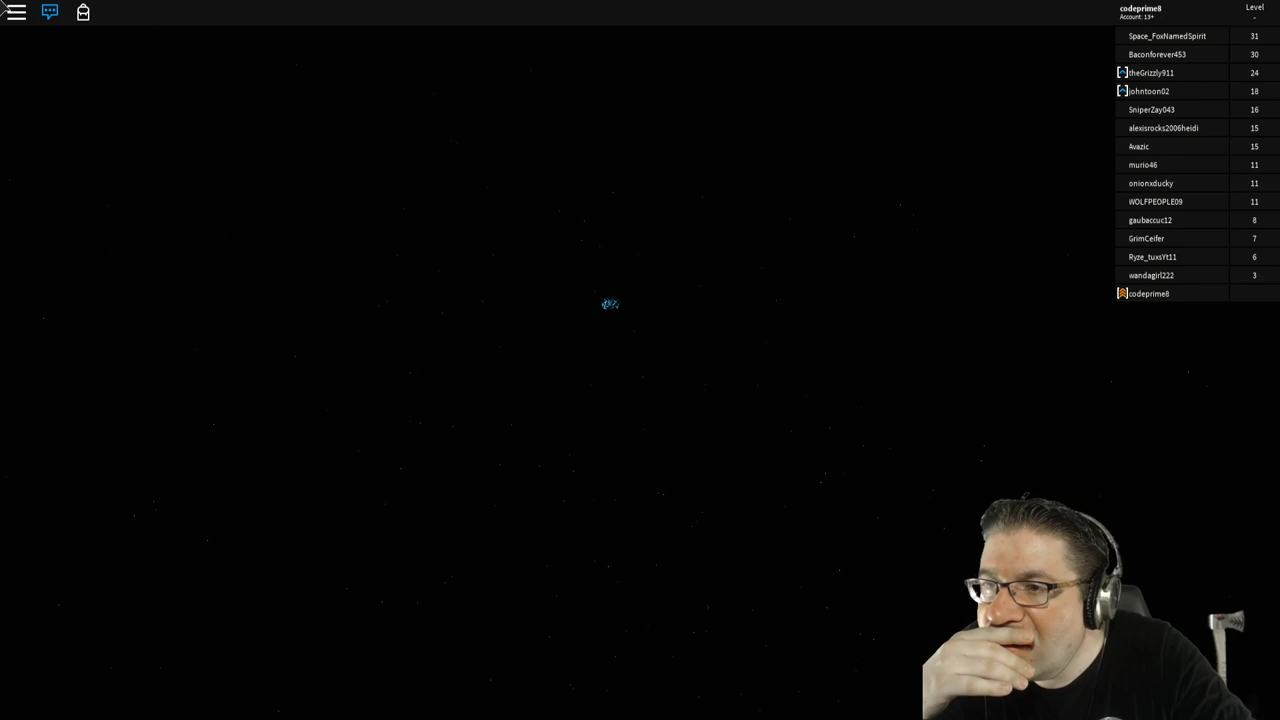 codeprime8
Account: 13+
Level
-
Space_FoxNamedSpirit 31
Baconforever453 30
theGrizzly911 24
johntoon02 18
SniperZay043 16
alexisrocks2006heidi 15
Avazic 15
murio46 11
onionxducky 11
WOLFPEOPLE09 11
gaubaccuc12 8
GrimCeifer 7
Ryze_tuxsYt11 6
wandagirl222 3
codeprime8